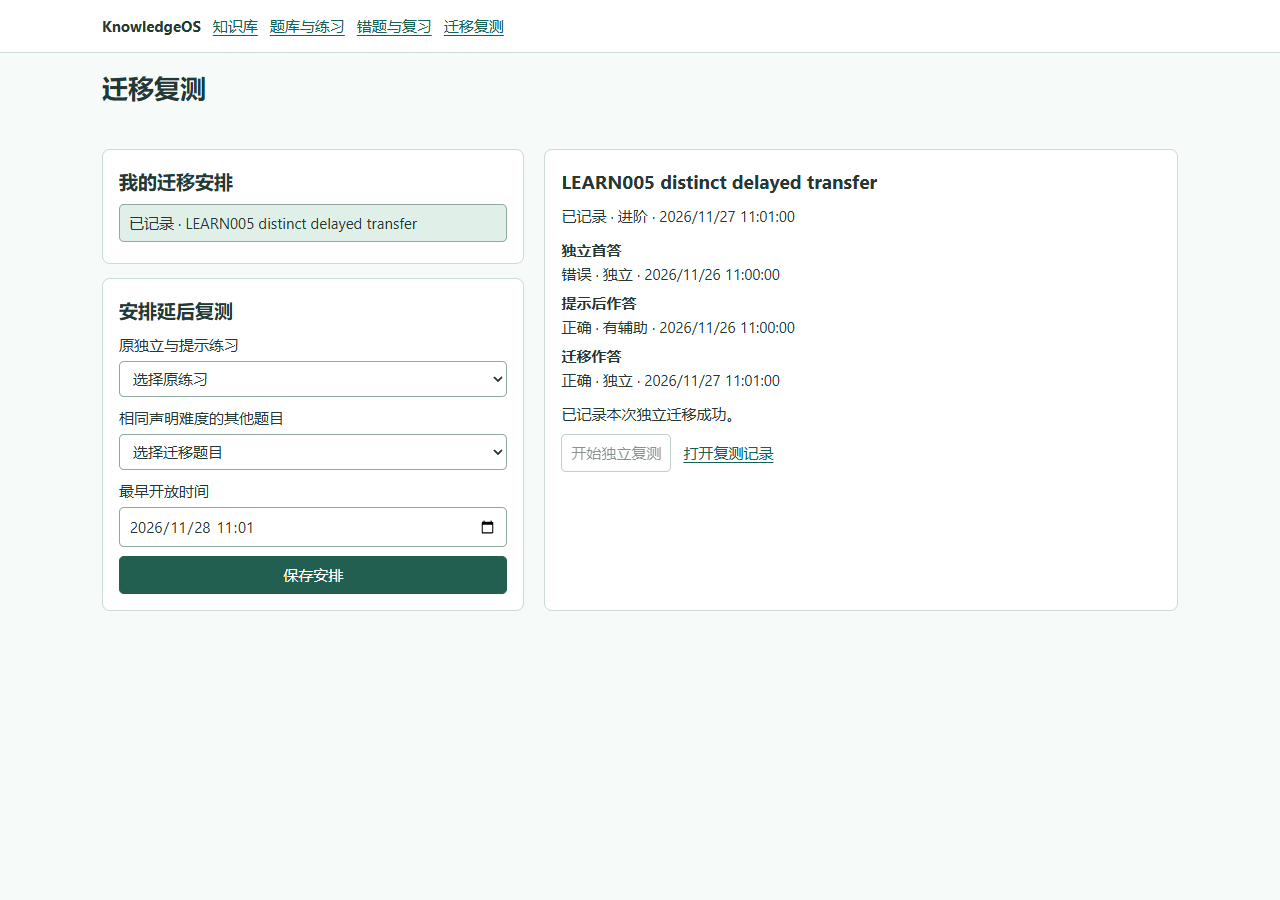 KnowledgeOS 知识库 题库与练习 错题与复习 迁移复测
迁移复测
我的迁移安排
已记录 · LEARN005 distinct delayed transfer
安排延后复测
原独立与提示练习
选择原练习
相同声明难度的其他题目
选择迁移题目
最早开放时间
2026/11/28 11:01
保存安排
LEARN005 distinct delayed transfer
已记录 · 进阶 · 2026/11/27 11:01:00
独立首答
错误 · 独立 · 2026/11/26 11:00:00
提示后作答
正确 · 有辅助 · 2026/11/26 11:00:00
迁移作答
正确 · 独立 · 2026/11/27 11:01:00
已记录本次独立迁移成功。
开始独立复测 打开复测记录